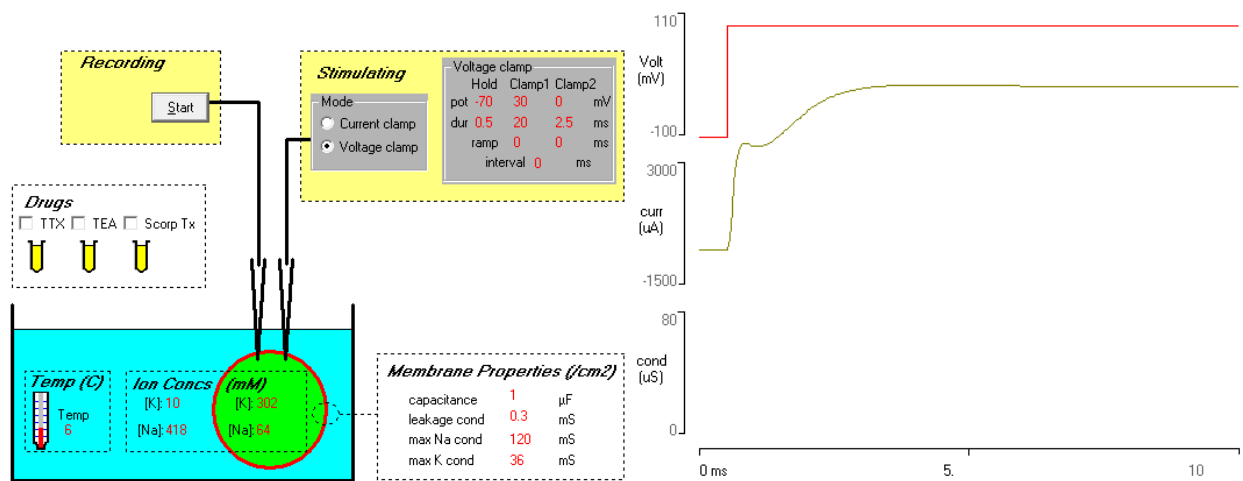 Recording
Start
Stimulating
Mode
Current clamp
Voltage clamp
Voltage clamp
Hold Clamp1 Clamp2
pot -70 30 0 mV
dur 0.5 20 2.5 ms
ramp 0 0 ms
interval 0 ms
Drugs
TTX TEA Scorp Tx
Temp (C)
Temp
6
Ion Concs (mM)
[K]: 10 [K]: 302
[Na]: 418 [Na]: 64
Membrane Properties (/cm2)
capacitance 1 µF
leakage cond 0.3 mS
max Na cond 120 mS
max K cond 36 mS
110
Volt
(mV)
-100
3000
curr
(uA)
-1500
80
cond
(uS)
0
0 ms 5. 10